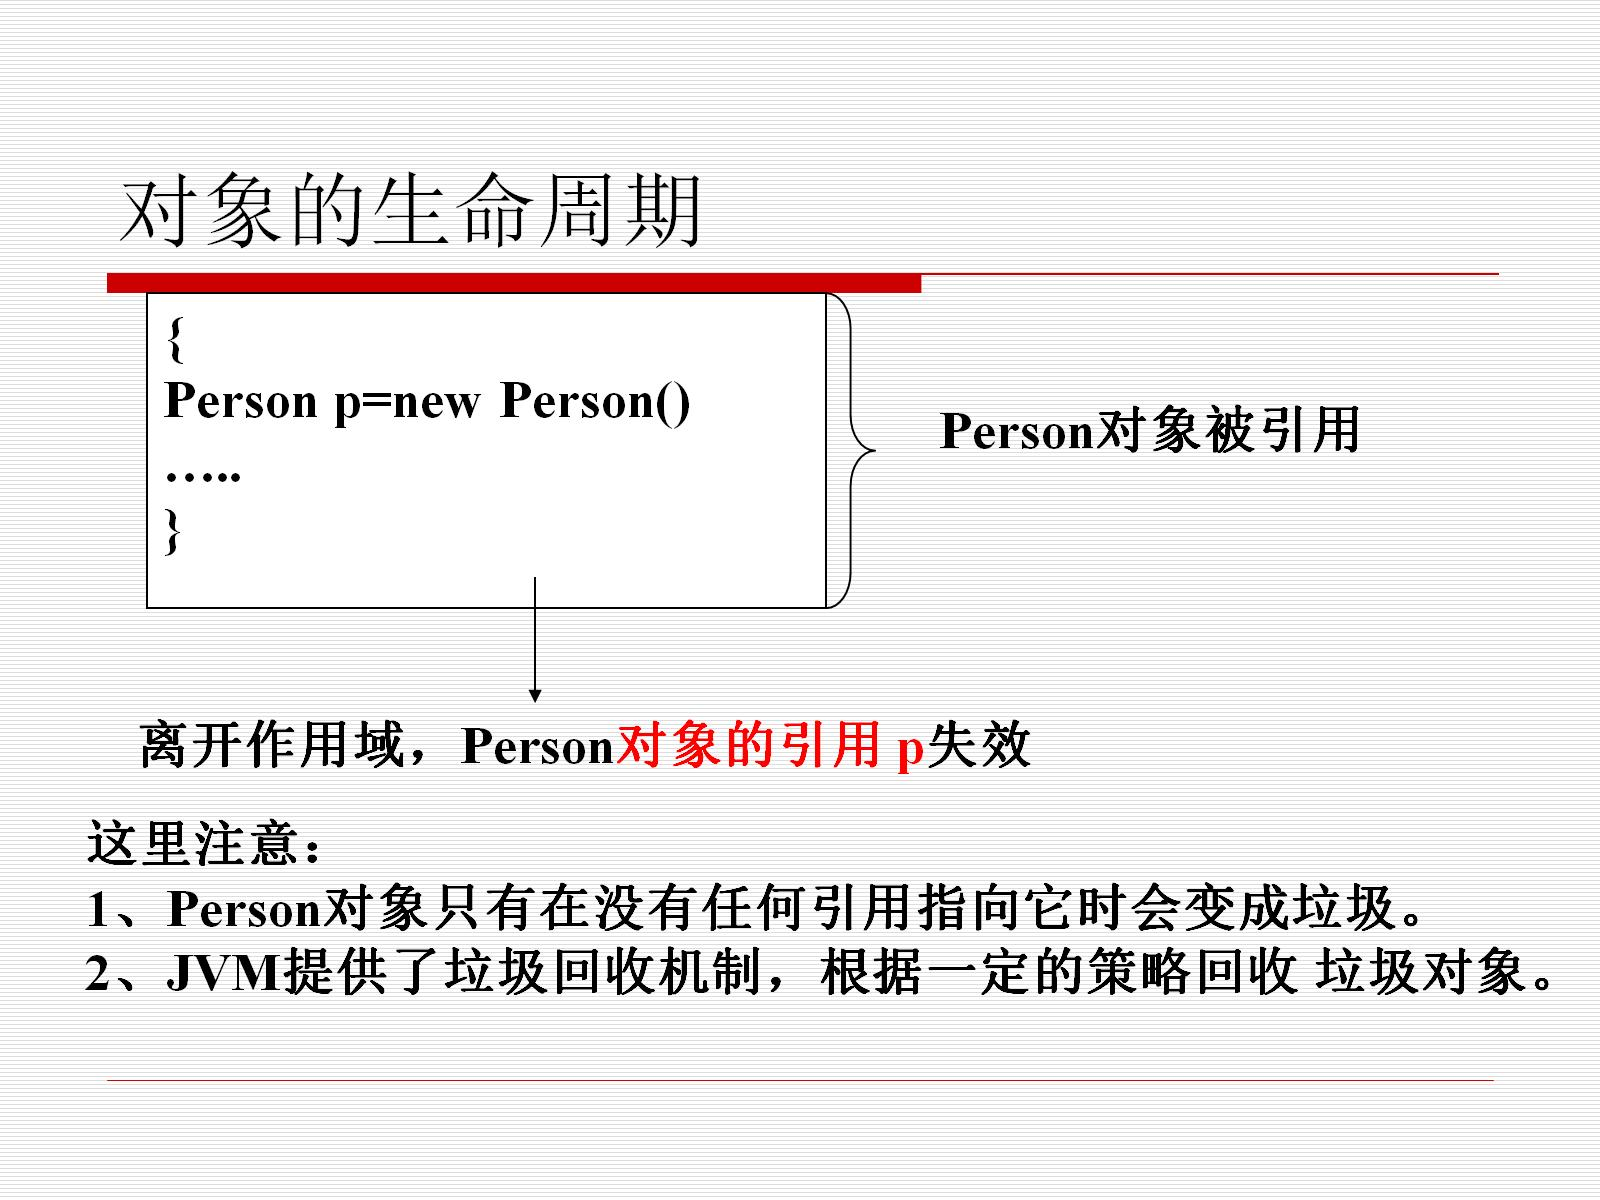 对象的生命周期
{
Person p=new Person()
…..
}
Person对象被引用
离开作用域，Person对象的引用 p失效
这里注意：
1、Person对象只有在没有任何引用指向它时会变成垃圾。
2、JVM提供了垃圾回收机制，根据一定的策略回收 垃圾对象。